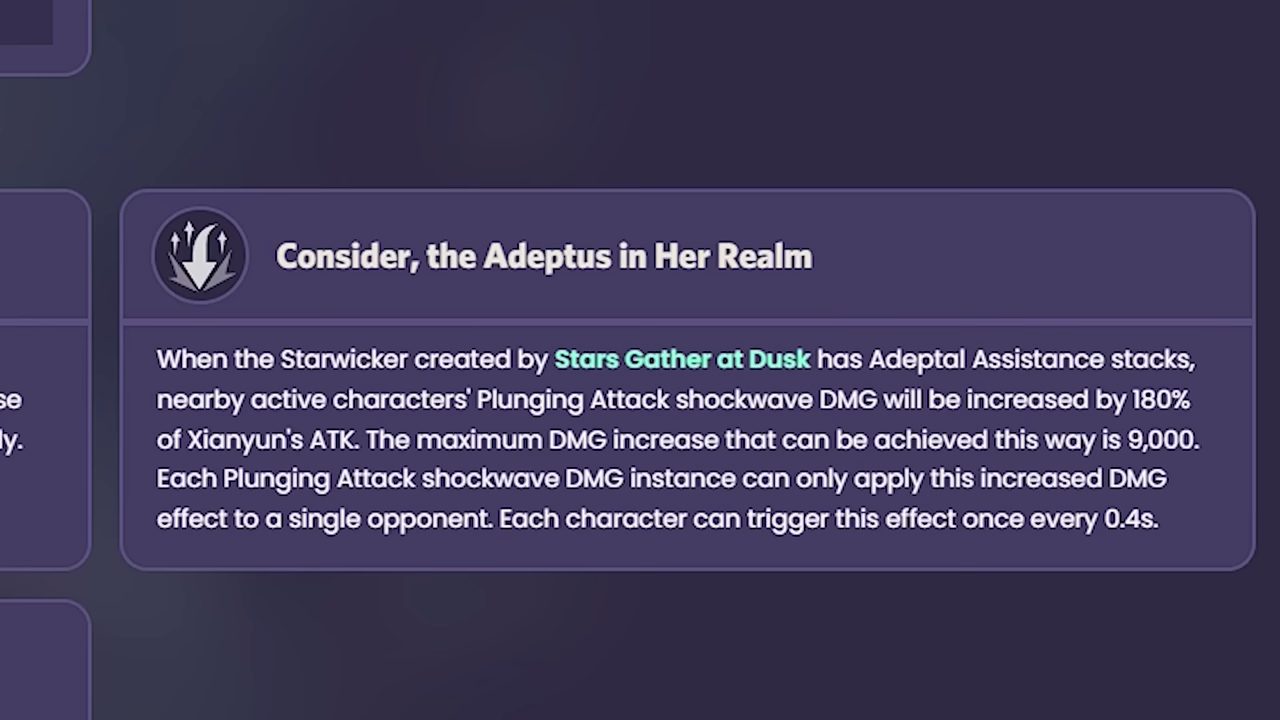 Consider, the Adeptus in Her Realm
When the Starwicker created by Stars Gather at Dusk has Adeptal Assistance stacks,
nearby active characters' Plunging Attack shockwave DMG will be increased by 180%
of Xianyun's ATK. The maximum DMG increase that can be achieved this way is 9,000.
Each Plunging Attack shockwave DMG instance can only apply this increased DMG
effect to a single opponent. Each character can trigger this effect once every 0.4s.
se
ly.